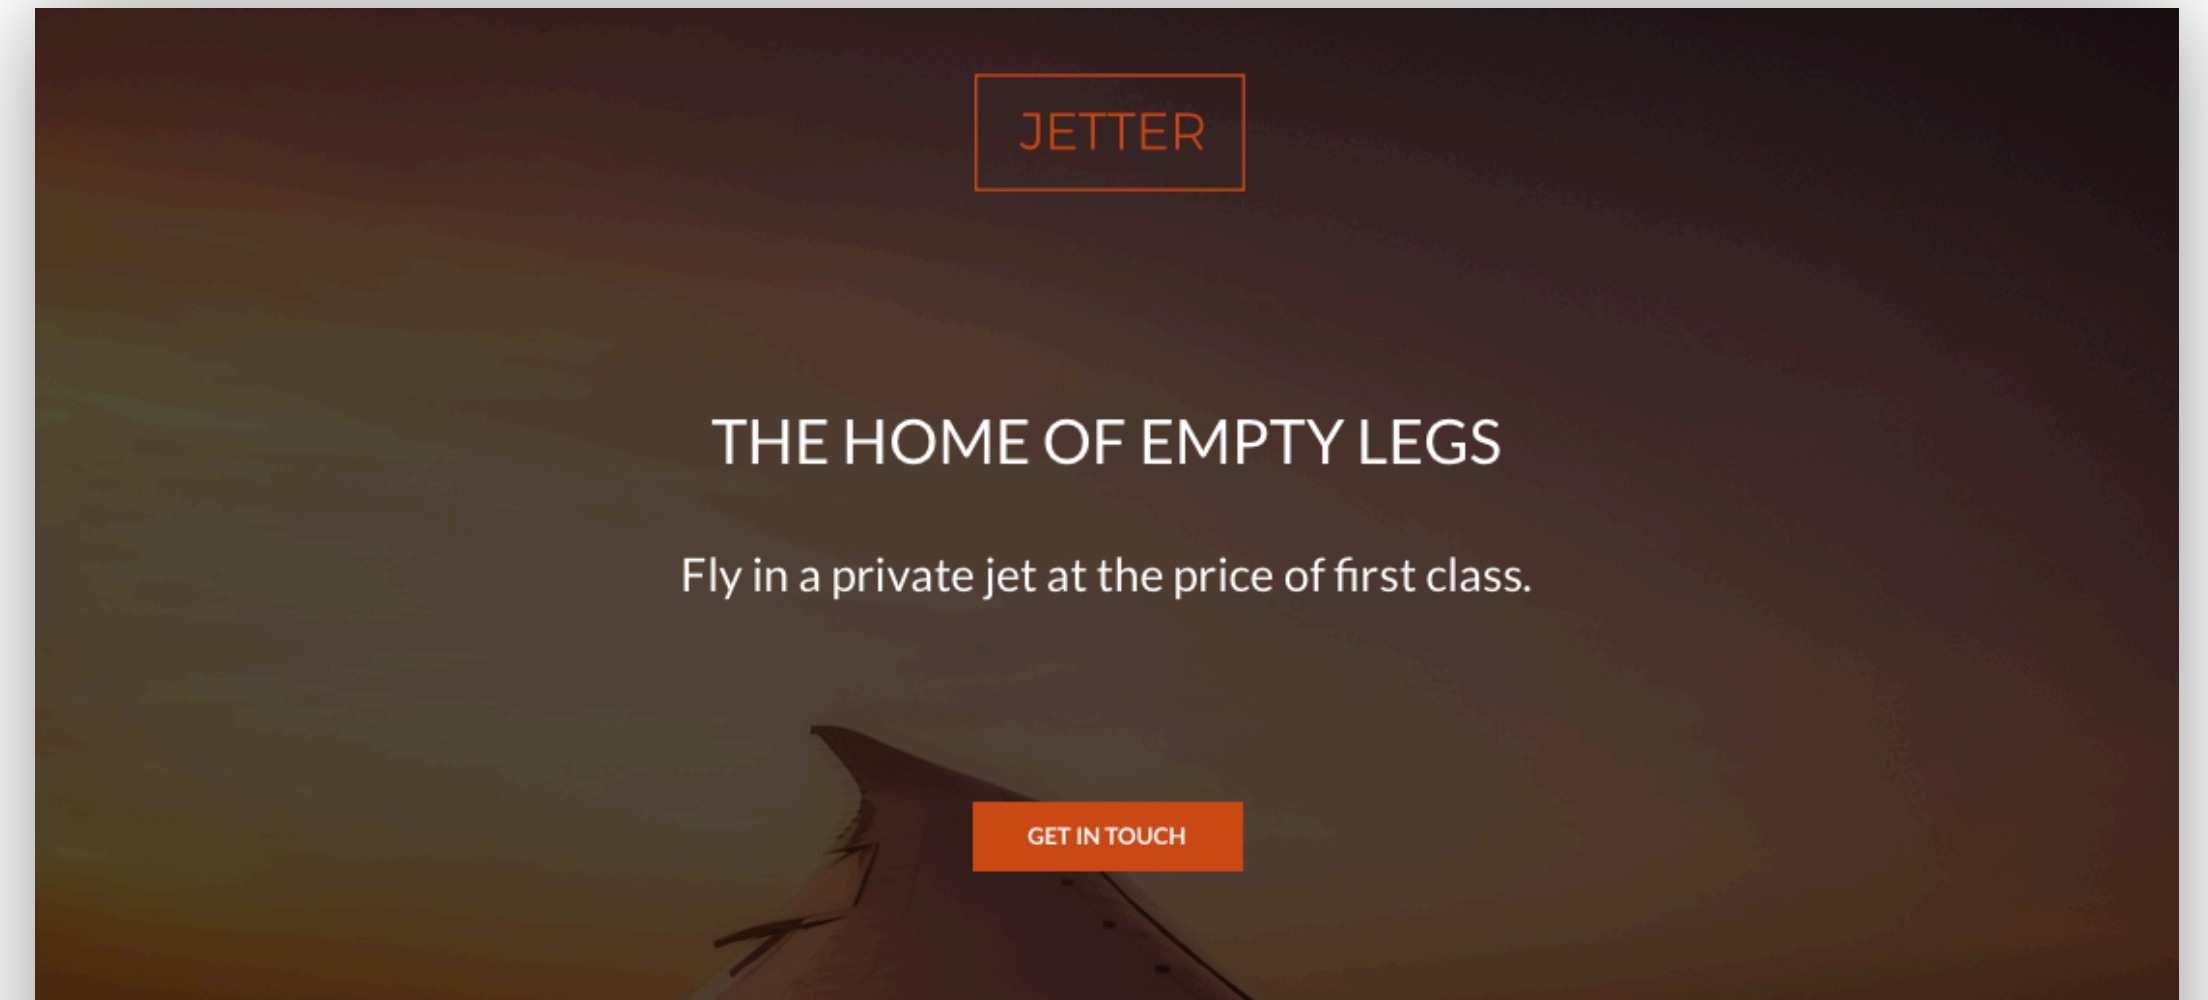 JETTER
THE HOME OF EMPTY LEGS
Fly in a private jet at the price of first class.
GET IN TOUCH